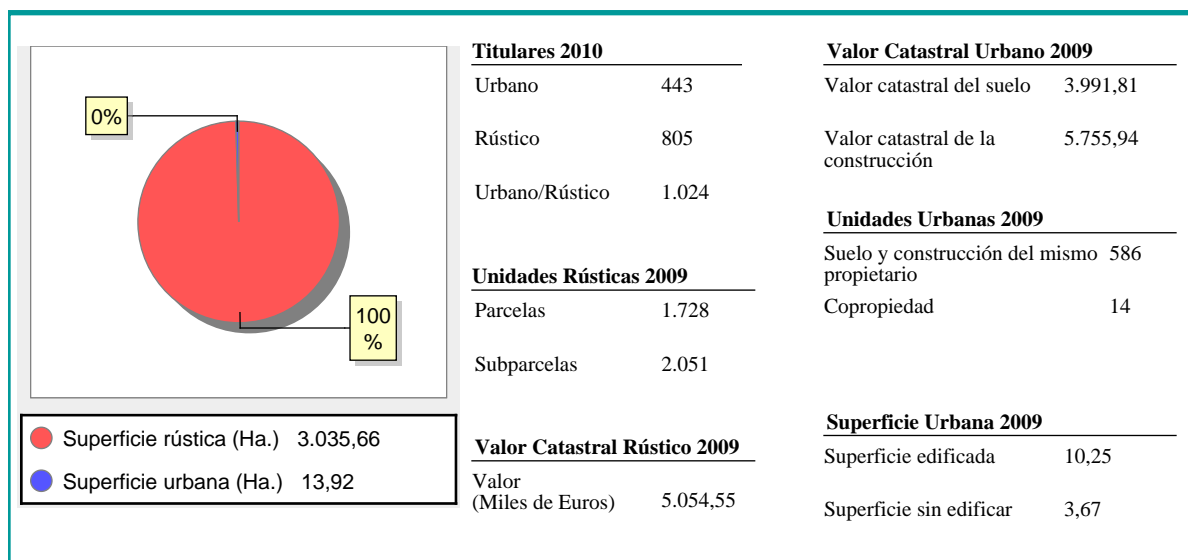 0%
100
%
Superficie rústica (Ha.) 3.035,66
Superficie urbana (Ha.) 13,92
Titulares 2010
Urbano 443
Rústico 805
Urbano/Rústico 1.024
Unidades Rústicas 2009
Parcelas 1.728
Subparcelas 2.051
Valor Catastral Rústico 2009
Valor
(Miles de Euros) 5.054,55
Valor Catastral Urbano 2009
Valor catastral del suelo 3.991,81
Valor catastral de la 5.755,94
construcción
Unidades Urbanas 2009
Suelo y construcción del mismo 586
propietario
Copropiedad 14
Superficie Urbana 2009
Superficie edificada 10,25
Superficie sin edificar 3,67